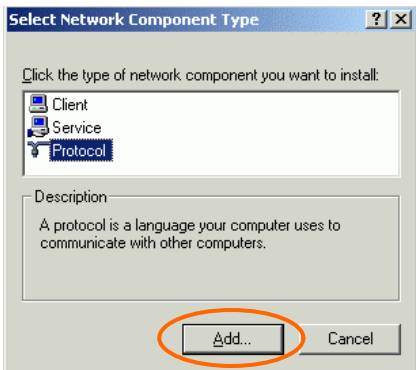 Select Network Component Type
Click the type of network component you want to install:
Client
Service
Protocol
Description
A protocol is a language your computer uses to
communicate with other computers.
Add... Cancel